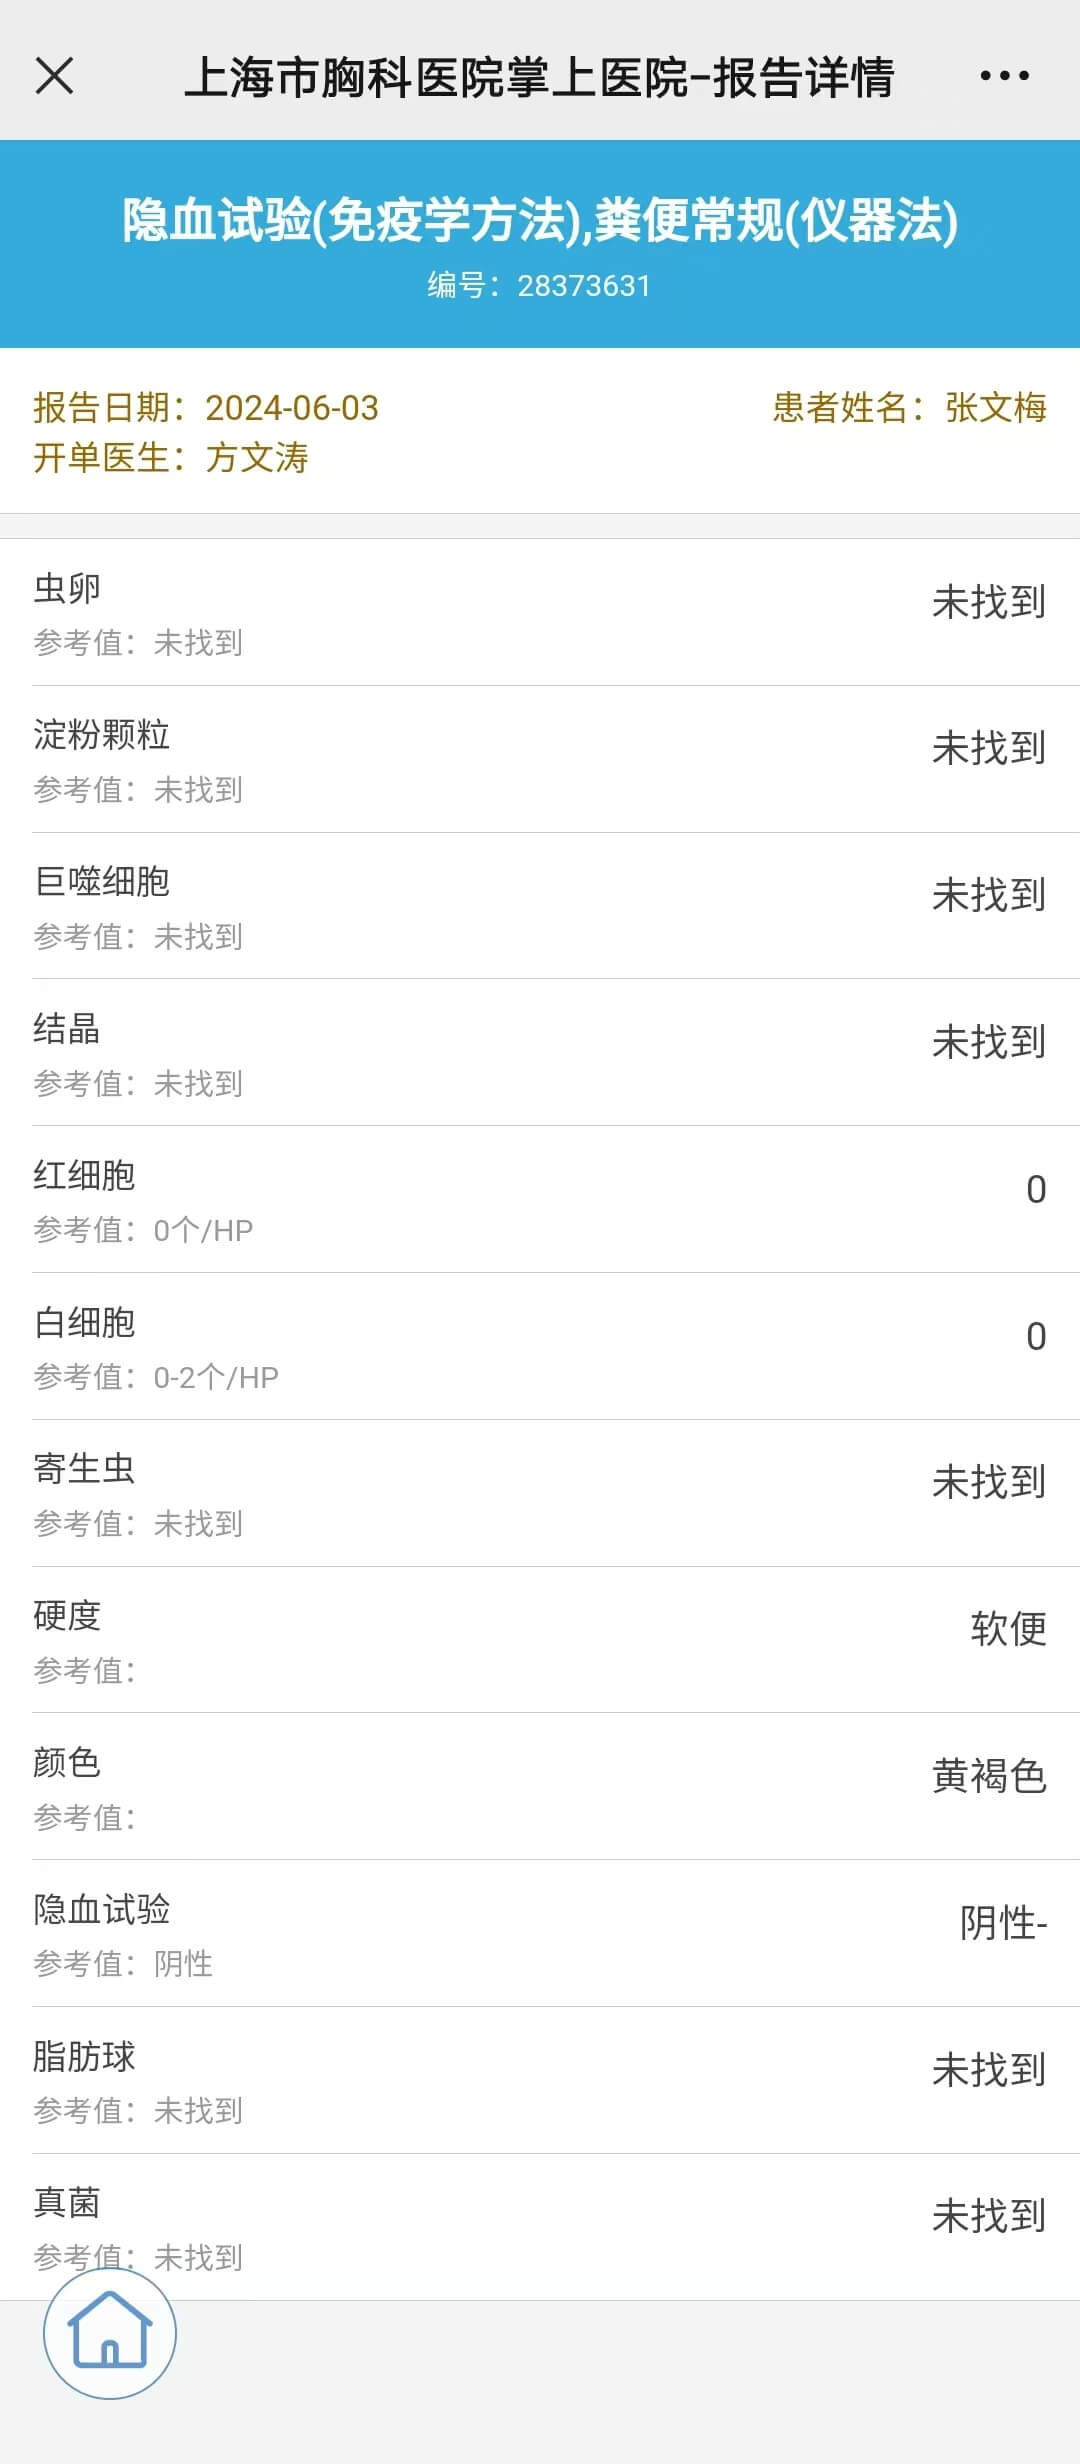 上海市胸科医院掌上医院-报告详情
隐血试验(免疫学方法),粪便常规(仪器法)
编号：28373631
报告日期：2024-06-03
患者姓名：张文梅
开单医生：方文涛
虫卵
未找到
参考值：未找到
淀粉颗粒
未找到
参考值：未找到
巨噬细胞
未找到
参考值：未找到
结晶
未找到
参考值：未找到
红细胞
0
参考值：0个/HP
白细胞
0
参考值：0-2个/HP
寄生虫
未找到
参考值：未找到
硬度
软便
参考值：
颜色
黄褐色
参考值：
隐血试验
阴性-
参考值：阴性
脂肪球
未找到
参考值：未找到
真菌
未找到
参考值：未找到